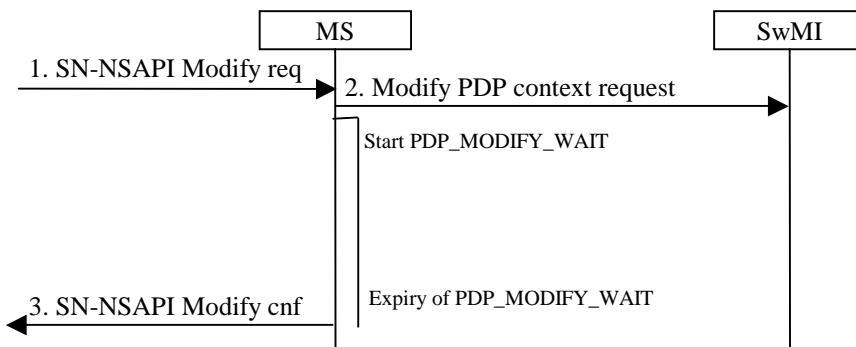 MS
SwMI
1. SN-NSAPI Modify req
2. Modify PDP context request
Start PDP_MODIFY_WAIT
Expiry of PDP_MODIFY_WAIT
3. SN-NSAPI Modify cnf